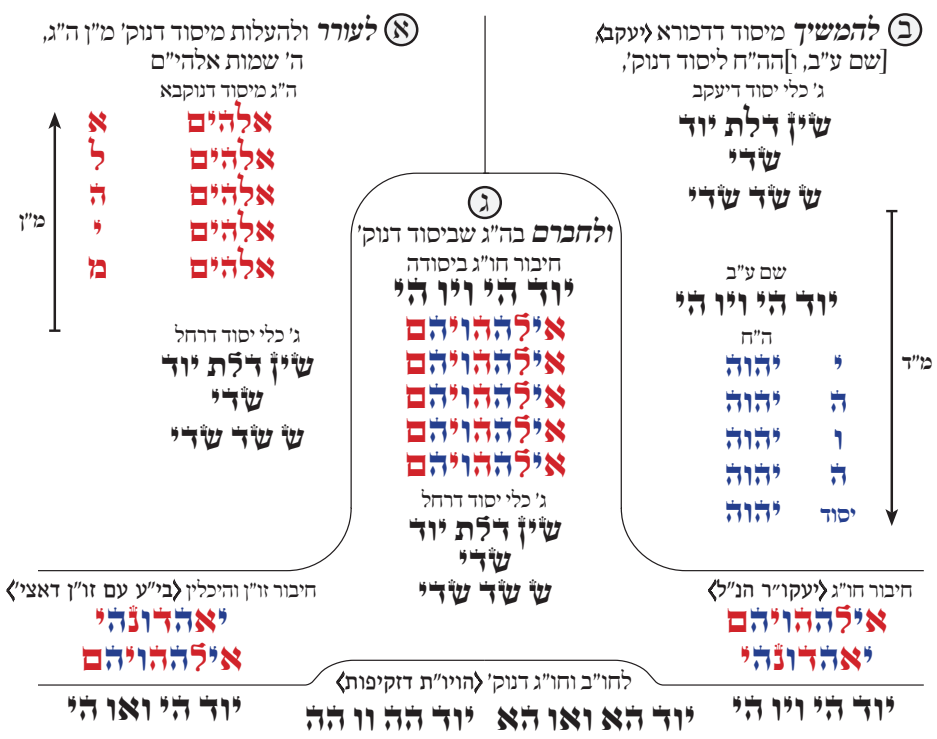 א לעורר ולהעלות מיסוד דנוק׳ מ״ן ה״ג,
ה׳ שמות אלהי״ם
ה״ג מיסוד דנוקבא
אלהים א
אלהים ל
אלהים ה
אלהים י
אלהים מ
מ״ן
ג׳ כלי יסוד דרחל
שין דלת יוד
שדי
ש שד שדי
ב להמשיך מיסוד דדכורא ⟨יעקב⟩,
[שם ע״ב, ו]הה״ח ליסוד דנוק׳,
ג׳ כלי יסוד דיעקב
שין דלת יוד
שדי
ש שד שדי
שם ע״ב
יוד הי ויו הי
ה״ח
י יהוה
ה יהוה
ו יהוה
ה יהוה
יסוד יהוה
מ״ד
ג
ולחברם בה״ג שביסוד דנוק׳
חיבור חו״ג ביסודה
יוד הי ויו הי
אילההויהם
אילההויהם
אילההויהם
אילההויהם
אילההויהם
ג׳ כלי יסוד דרחל
שין דלת יוד
שדי
ש שד שדי
חיבור חו״ג ⟨יעקו״ר הנ״ל⟩
אילההויהם
יאהדונהי
יוד הי ויו הי
לחו״ב וחו״ג דנוק׳ ⟨הויו״ת דזקיפות⟩
יוד הא ואו הא יוד הה וו הה
חיבור זו״ן והיכלין ⟨בי״ע עם זו״ן דאצי׳⟩
יאהדונהי
אילההויהם
יוד הי ואו הי